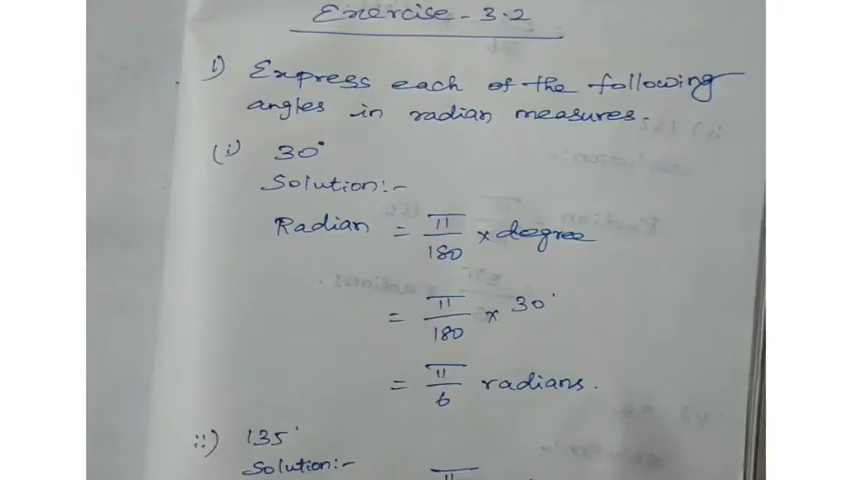 Exercise - 3.2
1) Express each of the following
angles in radian measures.
(i) 30°
Solution:-
Radian = π/180 × degree
= π/180 × 30°
= π/6 radians.
ii) 135°
Solution:-
π